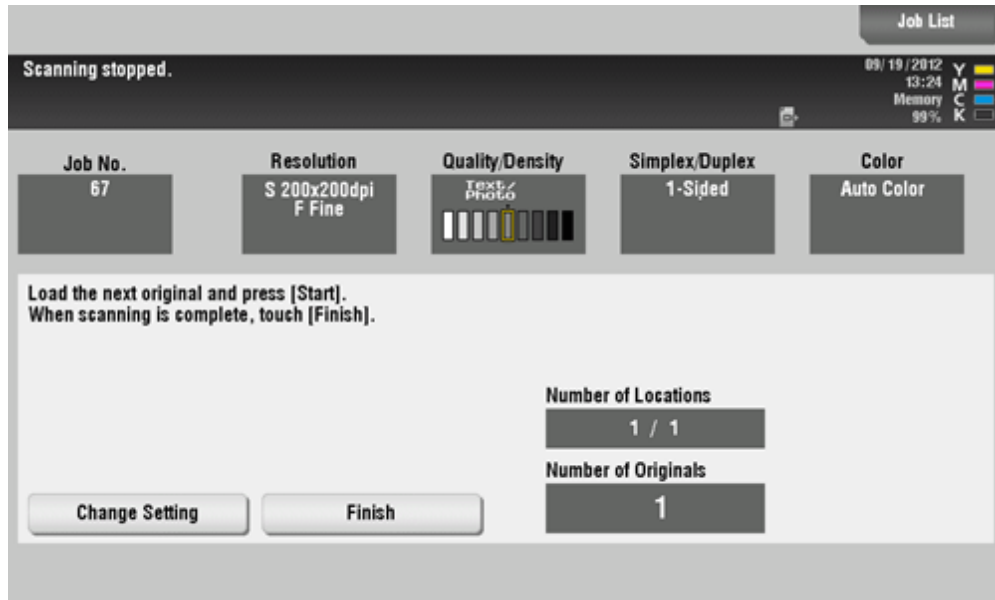 Job List
Scanning stopped.
09/19/2012
13:24
Memory
99%
Y
M
C
K
Job No.
67
Resolution
S 200x200dpi
F Fine
Quality/Density
Text/
Photo
Simplex/Duplex
1-Sided
Color
Auto Color
Load the next original and press [Start].
When scanning is complete, touch [Finish].
Number of Locations
1 / 1
Number of Originals
1
Change Setting
Finish